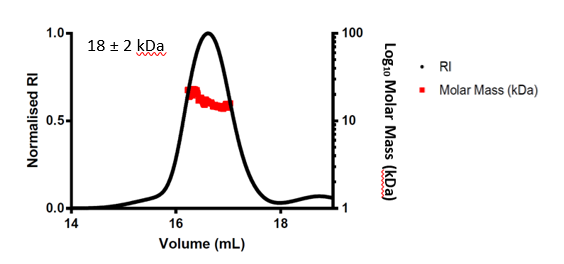 18 ± 2 kDa
Normalised RI
1.0
0.5
0.0
14
16
18
Volume (mL)
100
10
1
Log10 Molar Mass (kDa)
RI
Molar Mass (kDa)